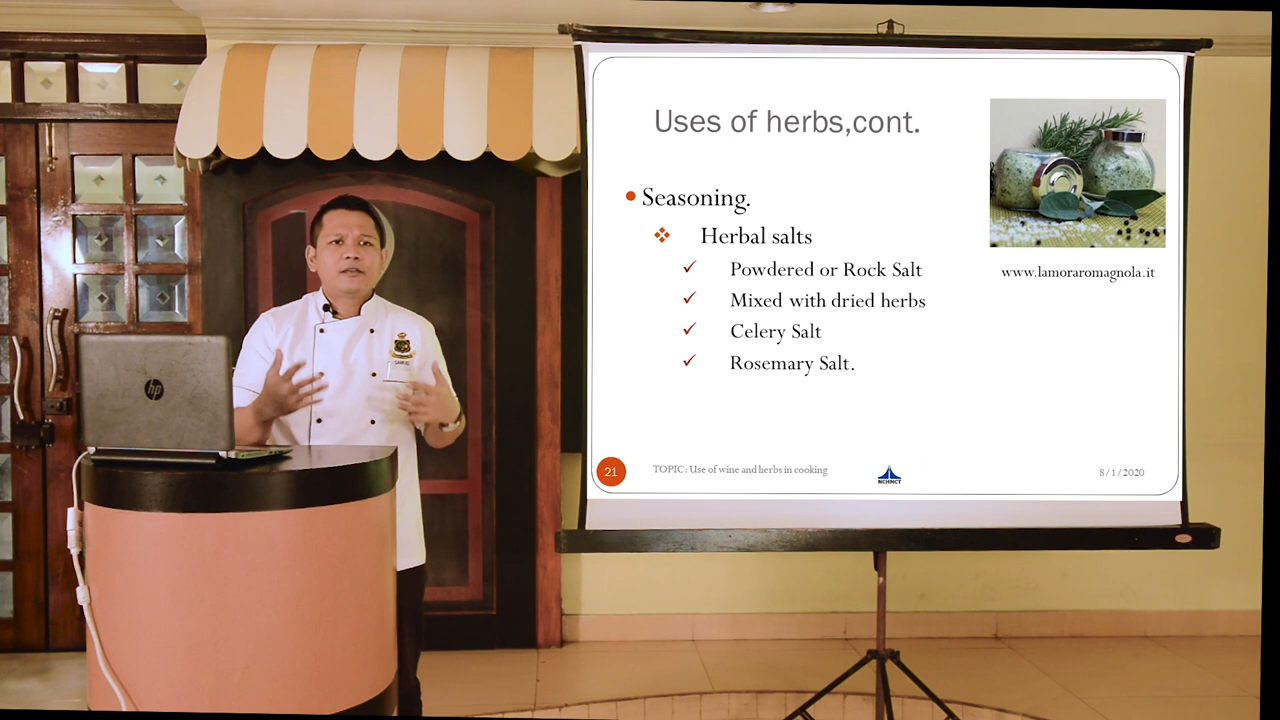 Uses of herbs,cont.
Seasoning.
Herbal salts
Powdered or Rock Salt
Mixed with dried herbs
Celery Salt
Rosemary Salt.
www.lamoraromagnola.it
21
TOPIC: Use of wine and herbs in cooking
NCHMCT
8/1/2020
hp